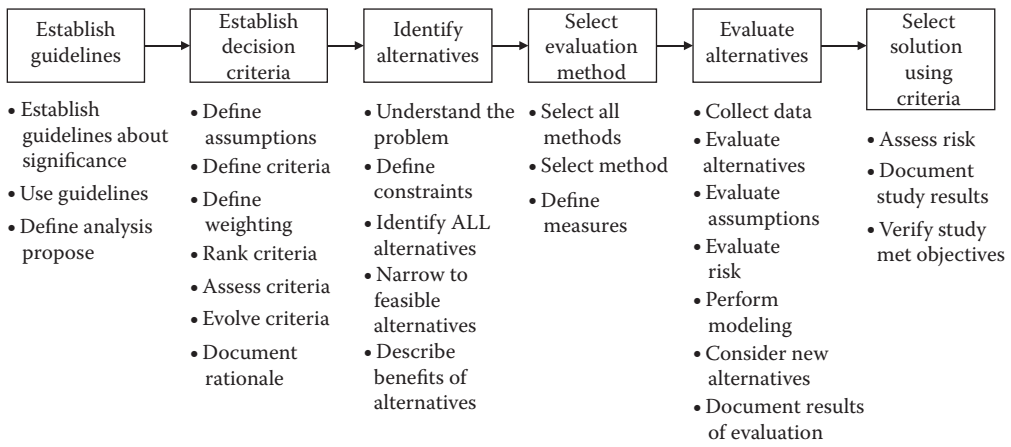 Establish
guidelines
• Establish
guidelines about
significance
• Use guidelines
• Define analysis
propose
Establish
decision
criteria
• Define
assumptions
• Define criteria
• Define
weighting
• Rank criteria
• Assess criteria
• Evolve criteria
• Document
rationale
Identify
alternatives
• Understand the
problem
• Define
constraints
• Identify ALL
alternatives
• Narrow to
feasible
alternatives
• Describe
benefits of
alternatives
Select
evaluation
method
• Select all
methods
• Select method
• Define
measures
Evaluate
alternatives
• Collect data
• Evaluate
alternatives
• Evaluate
assumptions
• Evaluate
risk
• Perform
modeling
• Consider new
alternatives
• Document results
of evaluation
Select
solution
using
criteria
• Assess risk
• Document
study results
• Verify study
met objectives